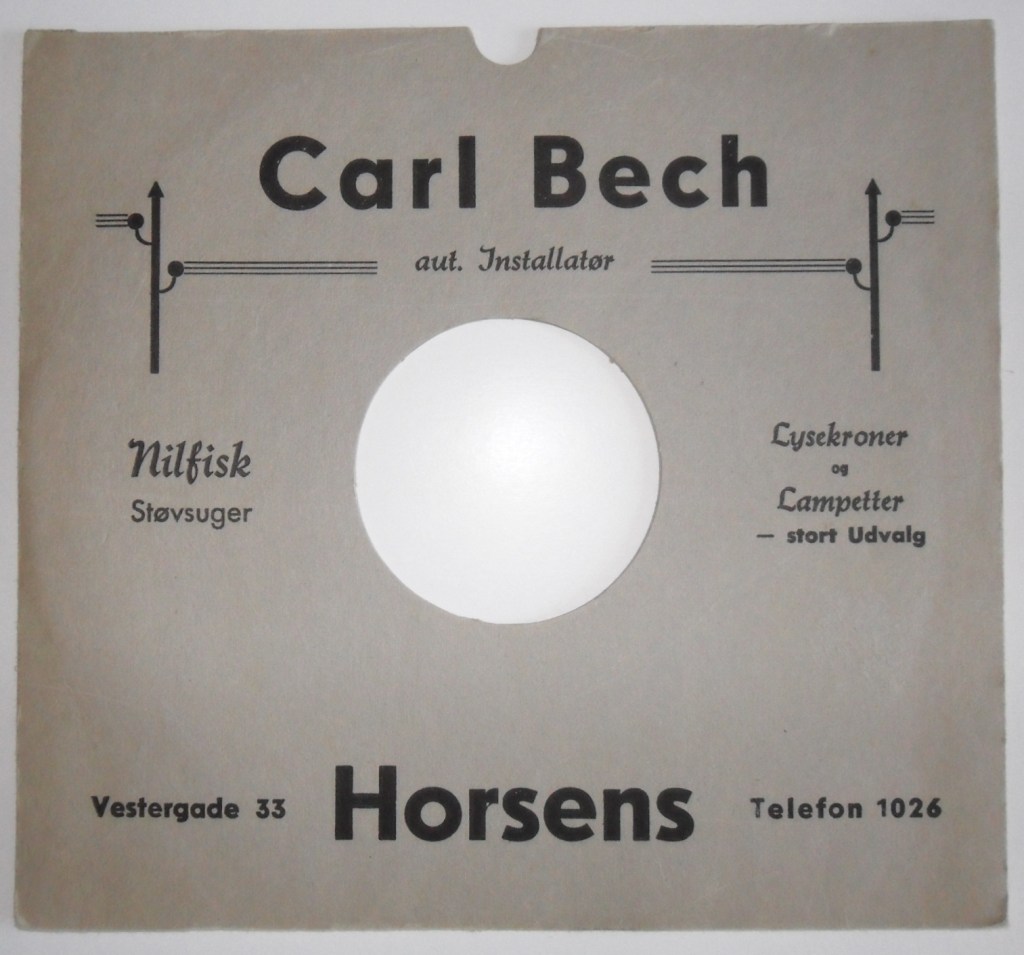 Carl Bech
aut. Installatør
Nilfisk
Støvsuger
Lysekroner
og
Lampetter
— stort Udvalg
Vestergade 33
Horsens
Telefon 1026